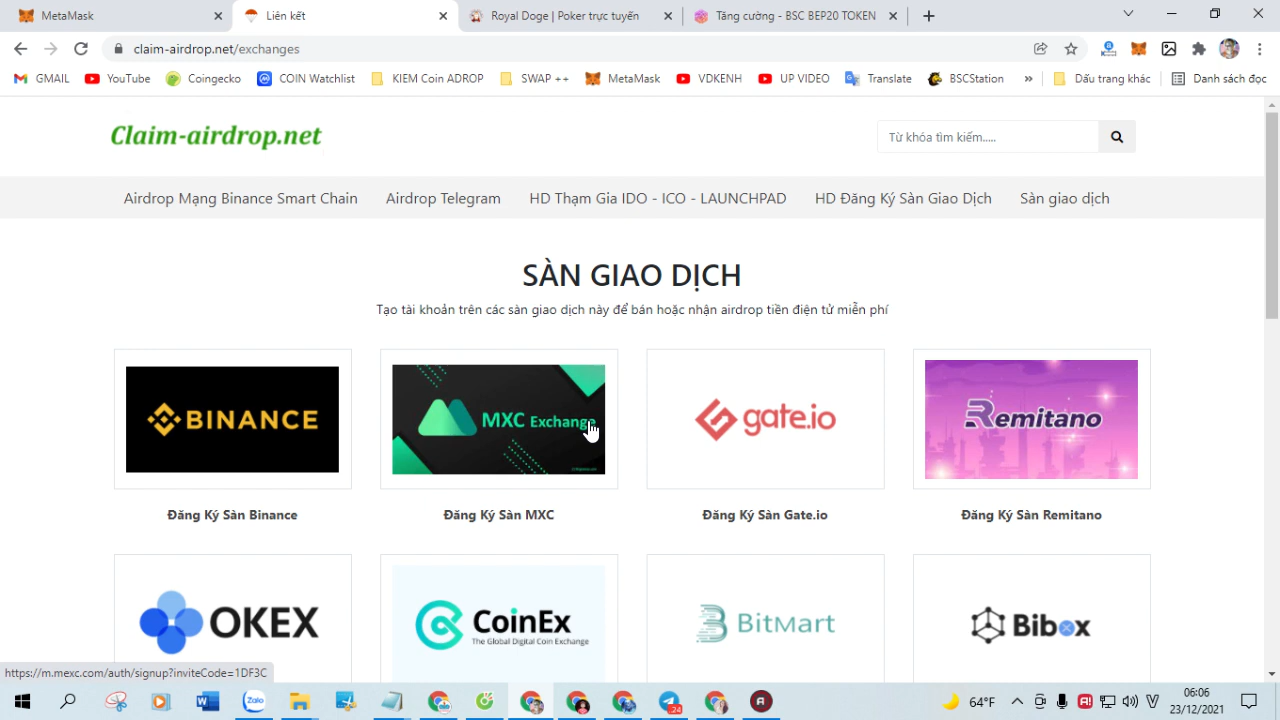 MetaMask
Liên kết
Royal Doge | Poker trực tuyến
Tăng cường - BSC BEP20 TOKEN
claim-airdrop.net/exchanges
GMAIL
YouTube
Coingecko
COIN Watchlist
KIEM Coin ADROP
SWAP ++
MetaMask
VDKENH
UP VIDEO
Translate
BSCStation
»
Dấu trang khác
Danh sách đọc
Claim-airdrop.net
Từ khóa tìm kiếm.....
Airdrop Mạng Binance Smart Chain
Airdrop Telegram
HD Thạm Gia IDO - ICO - LAUNCHPAD
HD Đăng Ký Sàn Giao Dịch
Sàn giao dịch
SÀN GIAO DỊCH
Tạo tài khoản trên các sàn giao dịch này để bán hoặc nhận airdrop tiền điện tử miễn phí
BINANCE
MXC Exchange
gate.io
Remitano
Đăng Ký Sàn Binance
Đăng Ký Sàn MXC
Đăng Ký Sàn Gate.io
Đăng Ký Sàn Remitano
OKEX
CoinEx
The Global Digital Coin Exchange
BitMart
Bibox
https://m.mexc.com/auth/signup?inviteCode=1DF3C
Zalo
24
64°F
06:06
23/12/2021